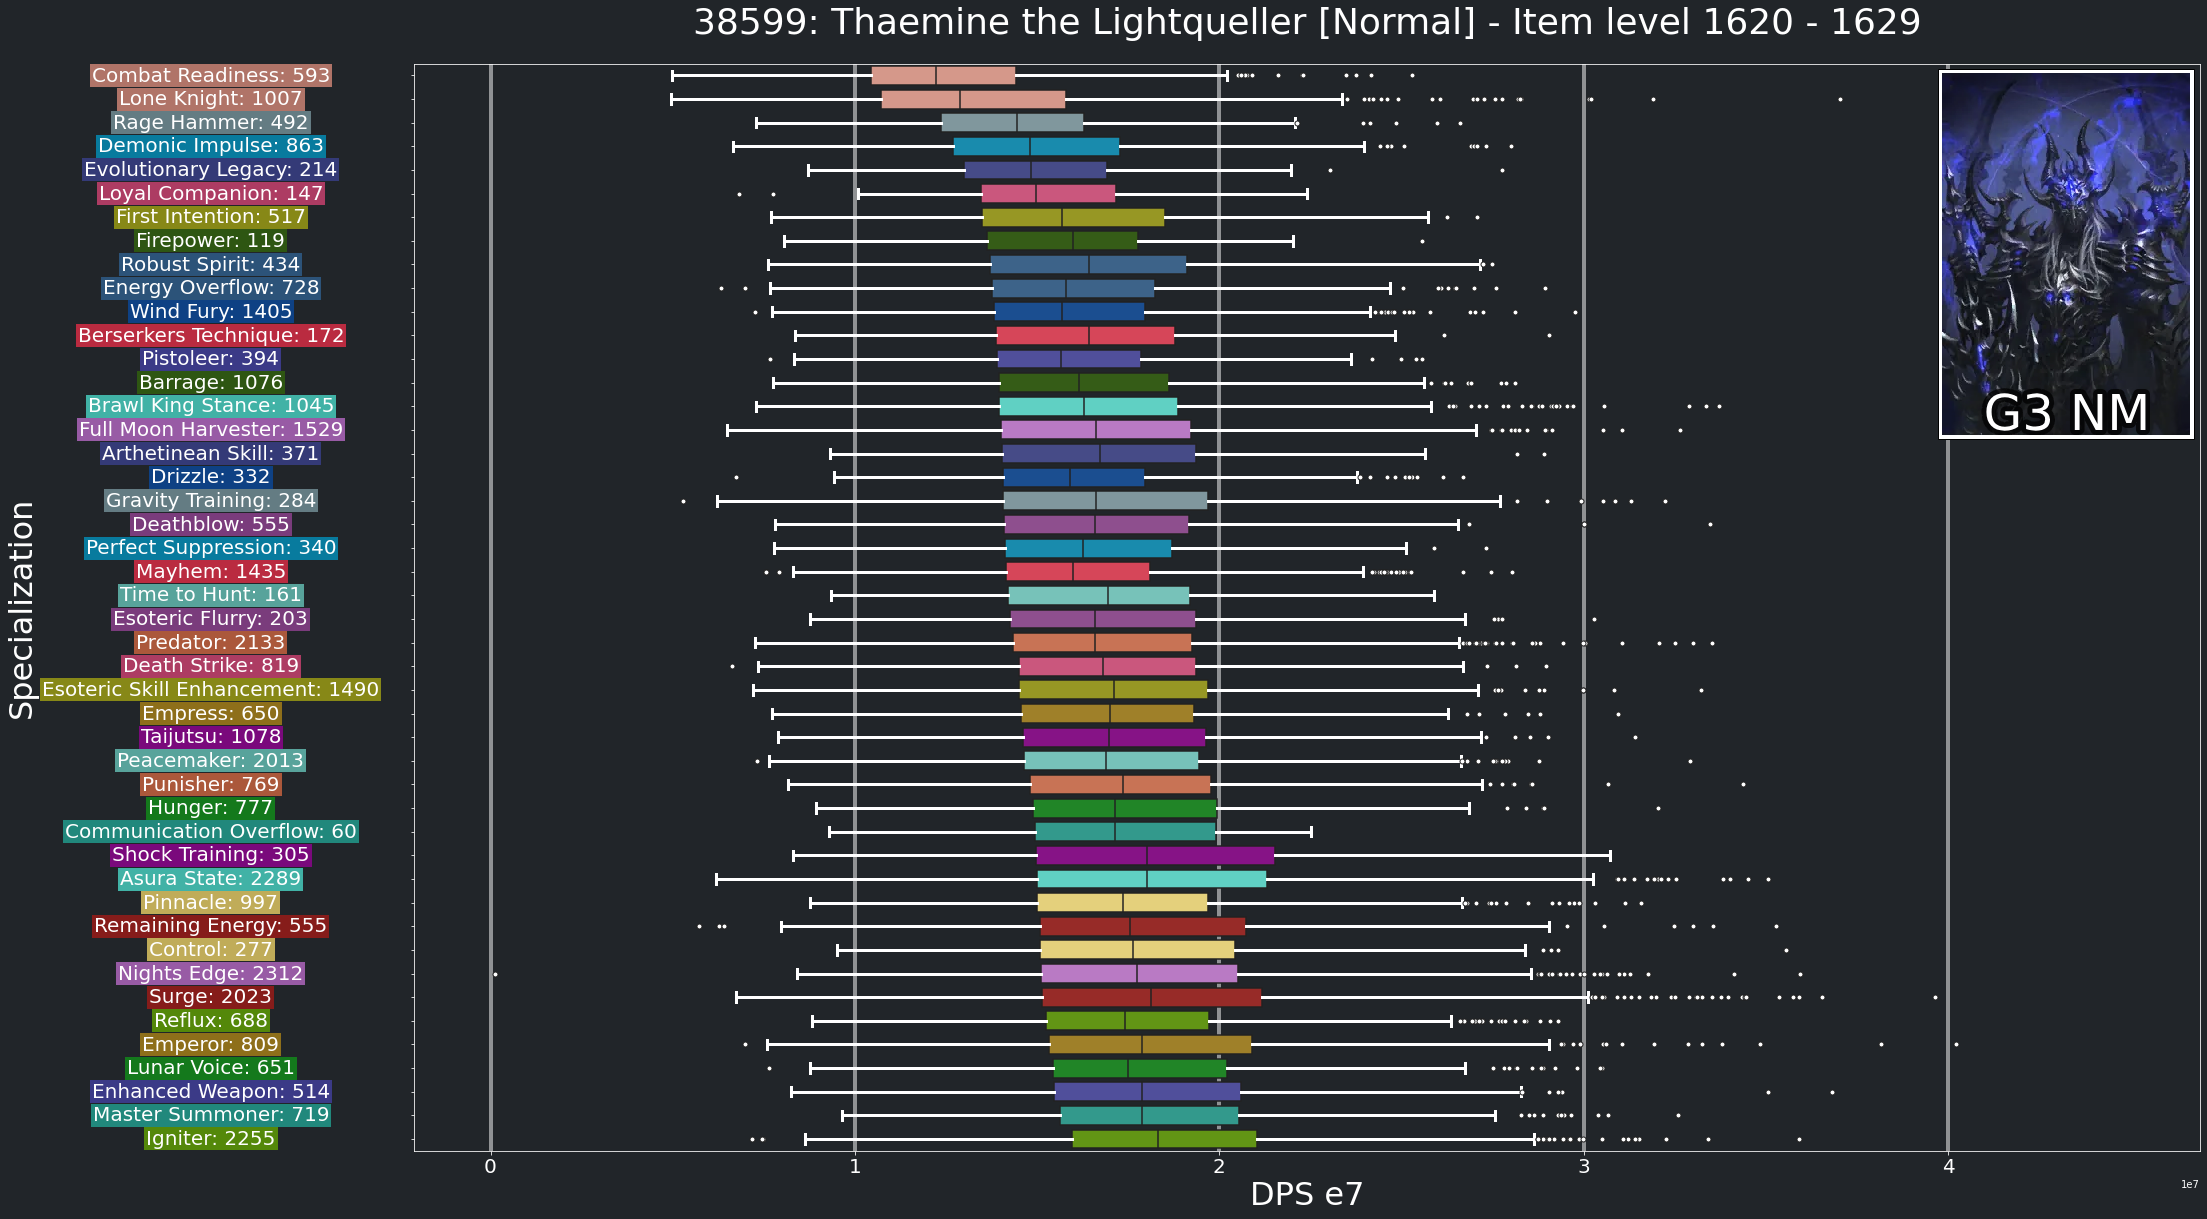 38599: Thaemine the Lightqueller [Normal] - Item level 1620 - 1629
Combat Readiness: 593
Lone Knight: 1007
Rage Hammer: 492
Demonic Impulse: 863
Evolutionary Legacy: 214
Loyal Companion: 147
First Intention: 517
Firepower: 119
Robust Spirit: 434
Energy Overflow: 728
Wind Fury: 1405
Berserkers Technique: 172
Pistoleer: 394
Barrage: 1076
Brawl King Stance: 1045
Full Moon Harvester: 1529
Arthetinean Skill: 371
Drizzle: 332
Gravity Training: 284
Deathblow: 555
Perfect Suppression: 340
Mayhem: 1435
Time to Hunt: 161
Esoteric Flurry: 203
Predator: 2133
Death Strike: 819
Esoteric Skill Enhancement: 1490
Empress: 650
Taijutsu: 1078
Peacemaker: 2013
Punisher: 769
Hunger: 777
Communication Overflow: 60
Shock Training: 305
Asura State: 2289
Pinnacle: 997
Remaining Energy: 555
Control: 277
Nights Edge: 2312
Surge: 2023
Reflux: 688
Emperor: 809
Lunar Voice: 651
Enhanced Weapon: 514
Master Summoner: 719
Igniter: 2255
Specialization
G3 NM
0 1 2 3 4
1e7
DPS e7